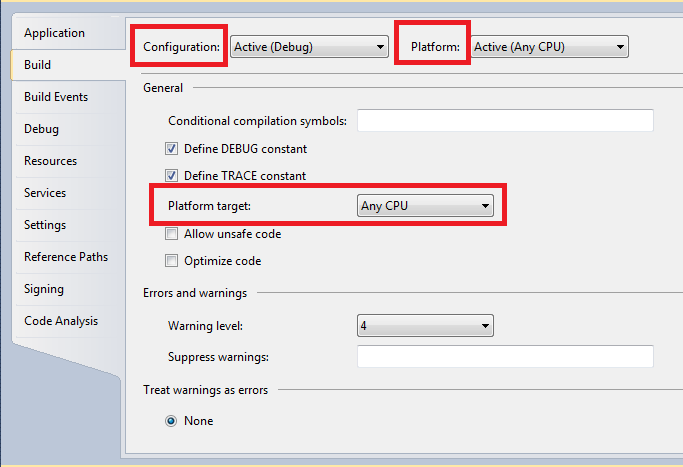 Application
Build
Build Events
Debug
Resources
Services
Settings
Reference Paths
Signing
Code Analysis
Configuration: Active (Debug) Platform: Active (Any CPU)
General
Conditional compilation symbols:
Define DEBUG constant
Define TRACE constant
Platform target: Any CPU
Allow unsafe code
Optimize code
Errors and warnings
Warning level: 4
Suppress warnings:
Treat warnings as errors
None